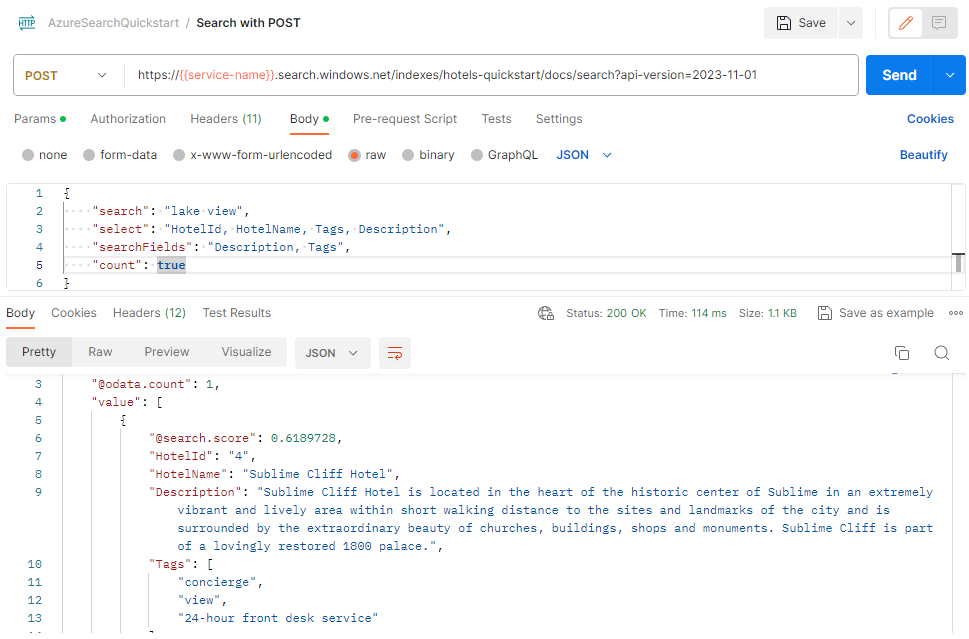 HTTP AzureSearchQuickstart / Search with POST Save
POST https://{{service-name}}.search.windows.net/indexes/hotels-quickstart/docs/search?api-version=2023-11-01 Send
Params Authorization Headers (11) Body Pre-request Script Tests Settings Cookies
none form-data x-www-form-urlencoded raw binary GraphQL JSON Beautify
1 {
2 "search": "lake view",
3 "select": "HotelId, HotelName, Tags, Description",
4 "searchFields": "Description, Tags",
5 "count": true
6 }
Body Cookies Headers (12) Test Results Status: 200 OK Time: 114 ms Size: 1.1 KB Save as example
Pretty Raw Preview Visualize JSON
3 "@odata.count": 1,
4 "value": [
5 {
6 "@search.score": 0.6189728,
7 "HotelId": "4",
8 "HotelName": "Sublime Cliff Hotel",
9 "Description": "Sublime Cliff Hotel is located in the heart of the historic center of Sublime in an extremely
vibrant and lively area within short walking distance to the sites and landmarks of the city and is
surrounded by the extraordinary beauty of churches, buildings, shops and monuments. Sublime Cliff is part
of a lovingly restored 1800 palace.",
10 "Tags": [
11 "concierge",
12 "view",
13 "24-hour front desk service"